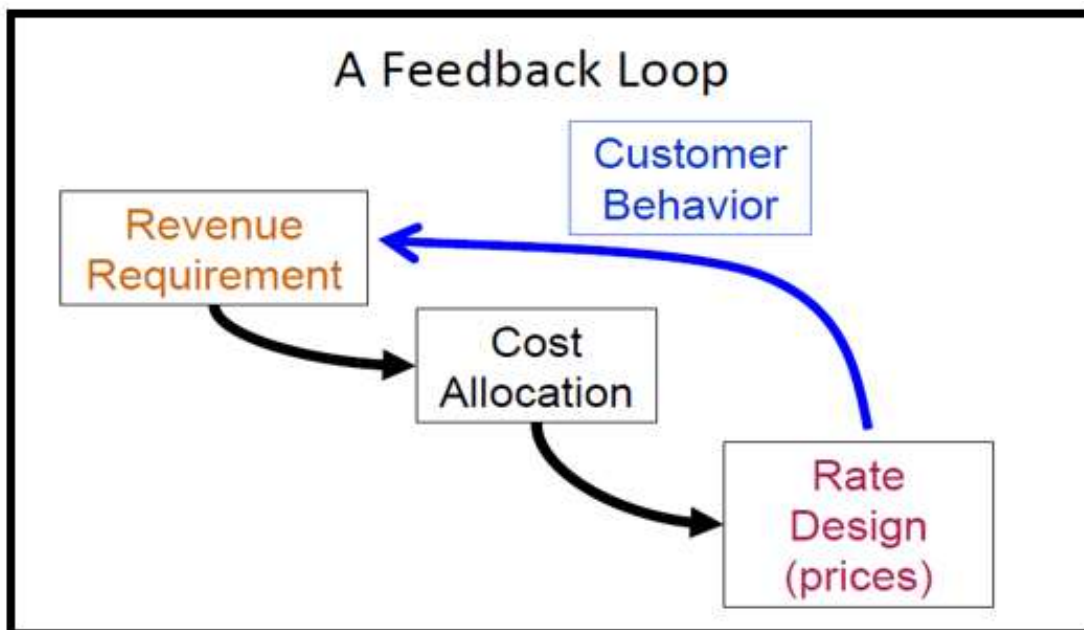 A Feedback Loop
Customer
Behavior
Revenue
Requirement
Cost
Allocation
Rate
Design
(prices)